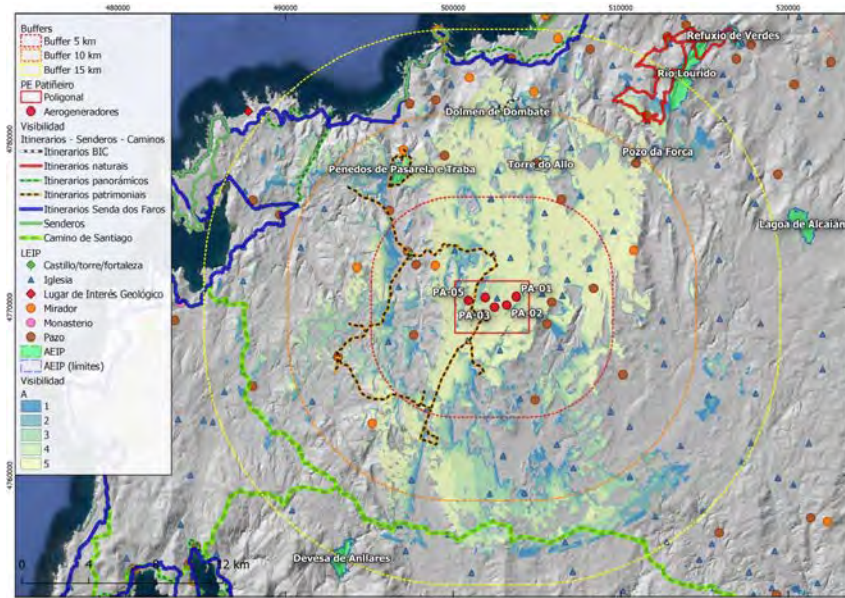 480000
490000
500000
510000
520000
4780000
4770000
4760000
Buffers
Buffer 5 km
Buffer 10 km
Buffer 15 km
PE Patiñeiro
Poligonal
Aerogeneradores
Visibilidad
Itinerarios - Senderos - Caminos
Itinerarios BIC
Itinerarios naturales
Itinerarios panorámicos
Itinerarios patrimoniales
Itinerarios Senda dos Faros
Senderos
Camino de Santiago
LEIP
Castillo/torre/fortaleza
Iglesia
Lugar de Interés Geológico
Mirador
Monasterio
Pazo
AEIP
AEIP (límites)
Visibilidad
A
1
2
3
4
5
Refuxio de Verdes
Río Lourido
Dolmen de Dombate
Pozo da Forca
Torre do Allo
Penedos de Pasarela e Traba
Lagoa de Alcaián
PA-05
PA-01
PA-03
PA-02
Devesa de Anllares
0 4 12 km